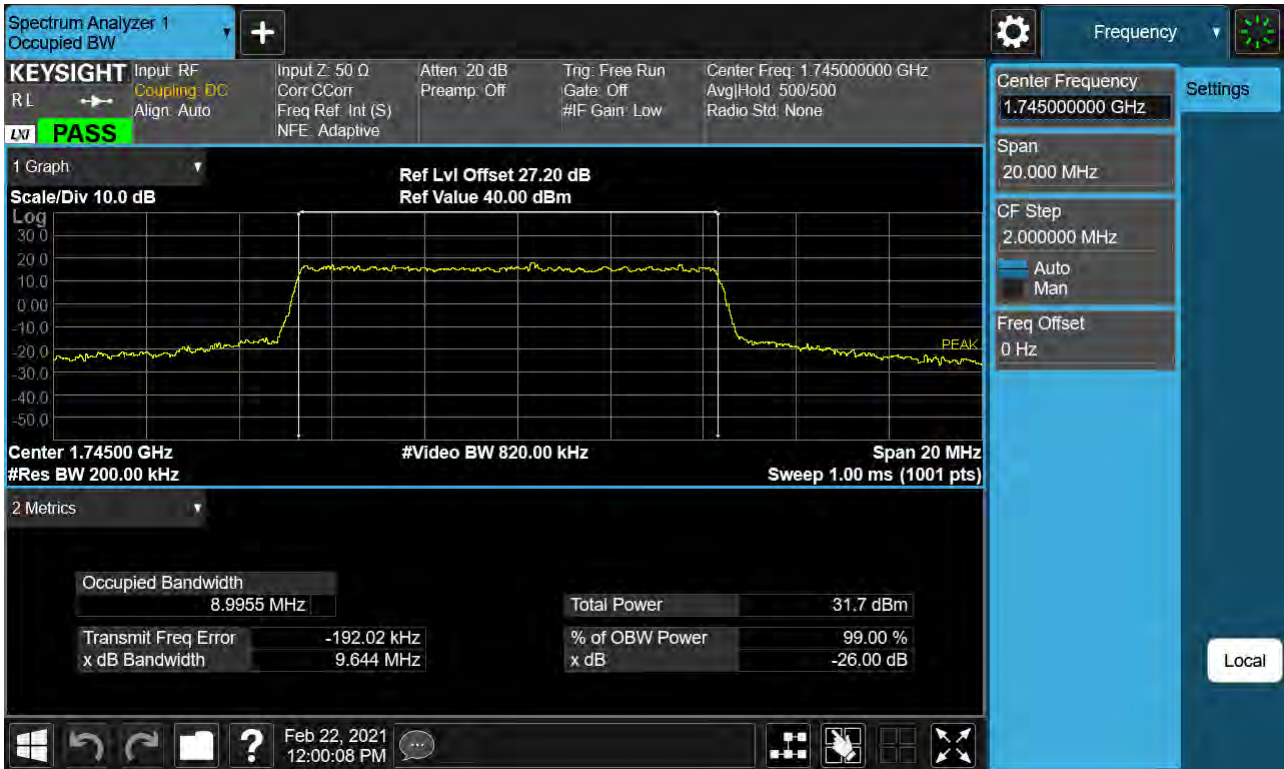 Spectrum Analyzer 1
Occupied BW
+
Frequency
KEYSIGHT
R L
LXI
PASS
Input: RF
Coupling: DC
Align: Auto
Input Z: 50 Ω
Corr CCorr
Freq Ref: Int (S)
NFE: Adaptive
Atten: 20 dB
Preamp: Off
Trig: Free Run
Gate: Off
#IF Gain: Low
Center Freq: 1.745000000 GHz
Avg|Hold: 500/500
Radio Std: None
Center Frequency
1.745000000 GHz
Settings
Span
20.000 MHz
CF Step
2.000000 MHz
Auto
Man
Freq Offset
0 Hz
Local
1 Graph
Scale/Div 10.0 dB
Ref Lvl Offset 27.20 dB
Ref Value 40.00 dBm
Log
30.0
20.0
10.0
0.00
-10.0
-20.0
-30.0
-40.0
-50.0
PEAK
Center 1.74500 GHz
#Video BW 820.00 kHz
Span 20 MHz
#Res BW 200.00 kHz
Sweep 1.00 ms (1001 pts)
2 Metrics
Occupied Bandwidth
8.9955 MHz
Transmit Freq Error -192.02 kHz
x dB Bandwidth 9.644 MHz
Total Power 31.7 dBm
% of OBW Power 99.00 %
x dB -26.00 dB
?
Feb 22, 2021
12:00:08 PM